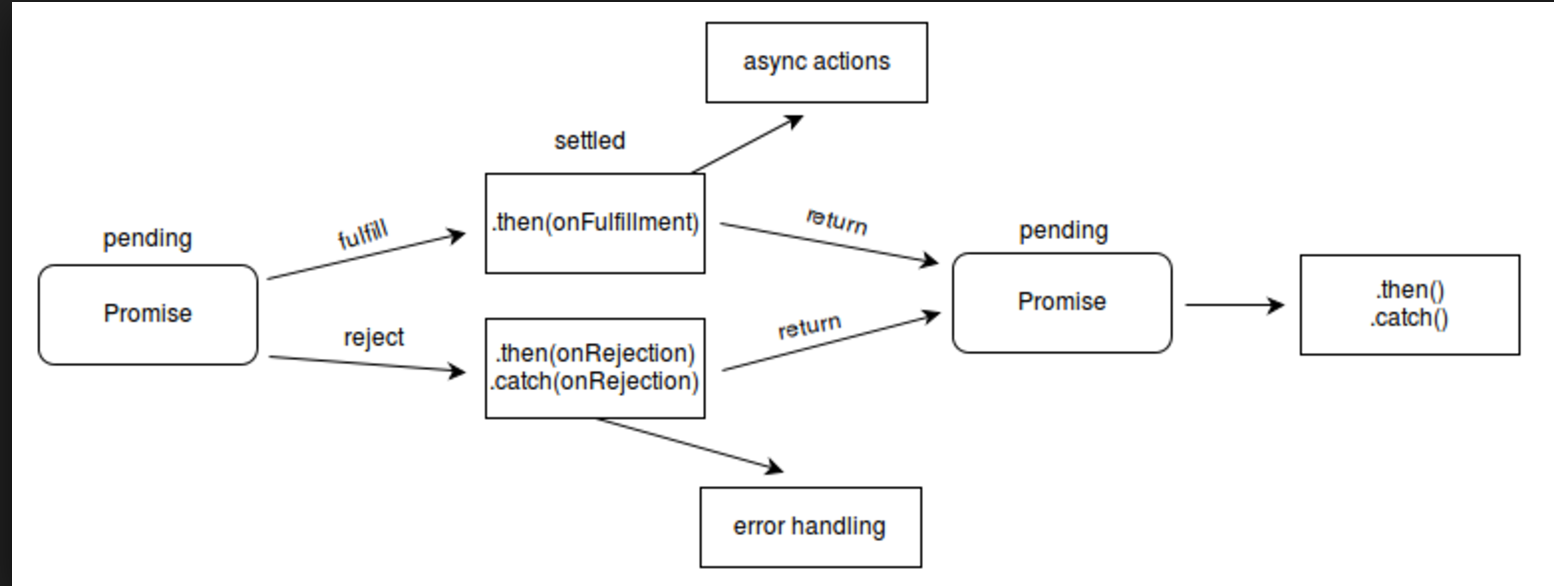 async actions
settled
.then(onFulfillment)
fulfill
return
pending
pending
Promise
Promise
.then()
.catch()
reject
return
.then(onRejection)
.catch(onRejection)
error handling